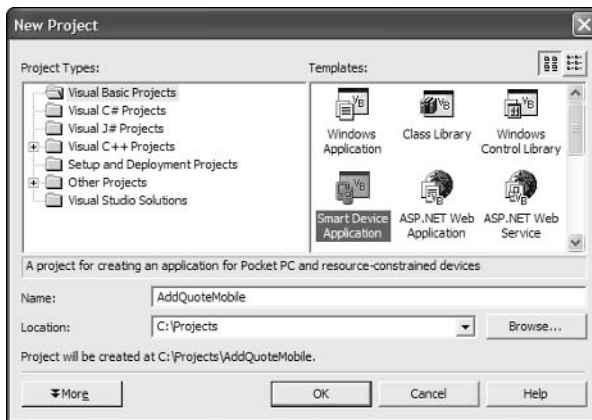 New Project
Project Types:
Templates:
Visual Basic Projects
Visual C# Projects
Visual J# Projects
Visual C++ Projects
Setup and Deployment Projects
Other Projects
Visual Studio Solutions
Windows Application
Class Library
Windows Control Library
Smart Device Application
ASP.NET Web Application
ASP.NET Web Service
A project for creating an application for Pocket PC and resource-constrained devices
Name:
AddQuoteMobile
Location:
C:\Projects
Browse...
Project will be created at C:\Projects\AddQuoteMobile.
More
OK
Cancel
Help